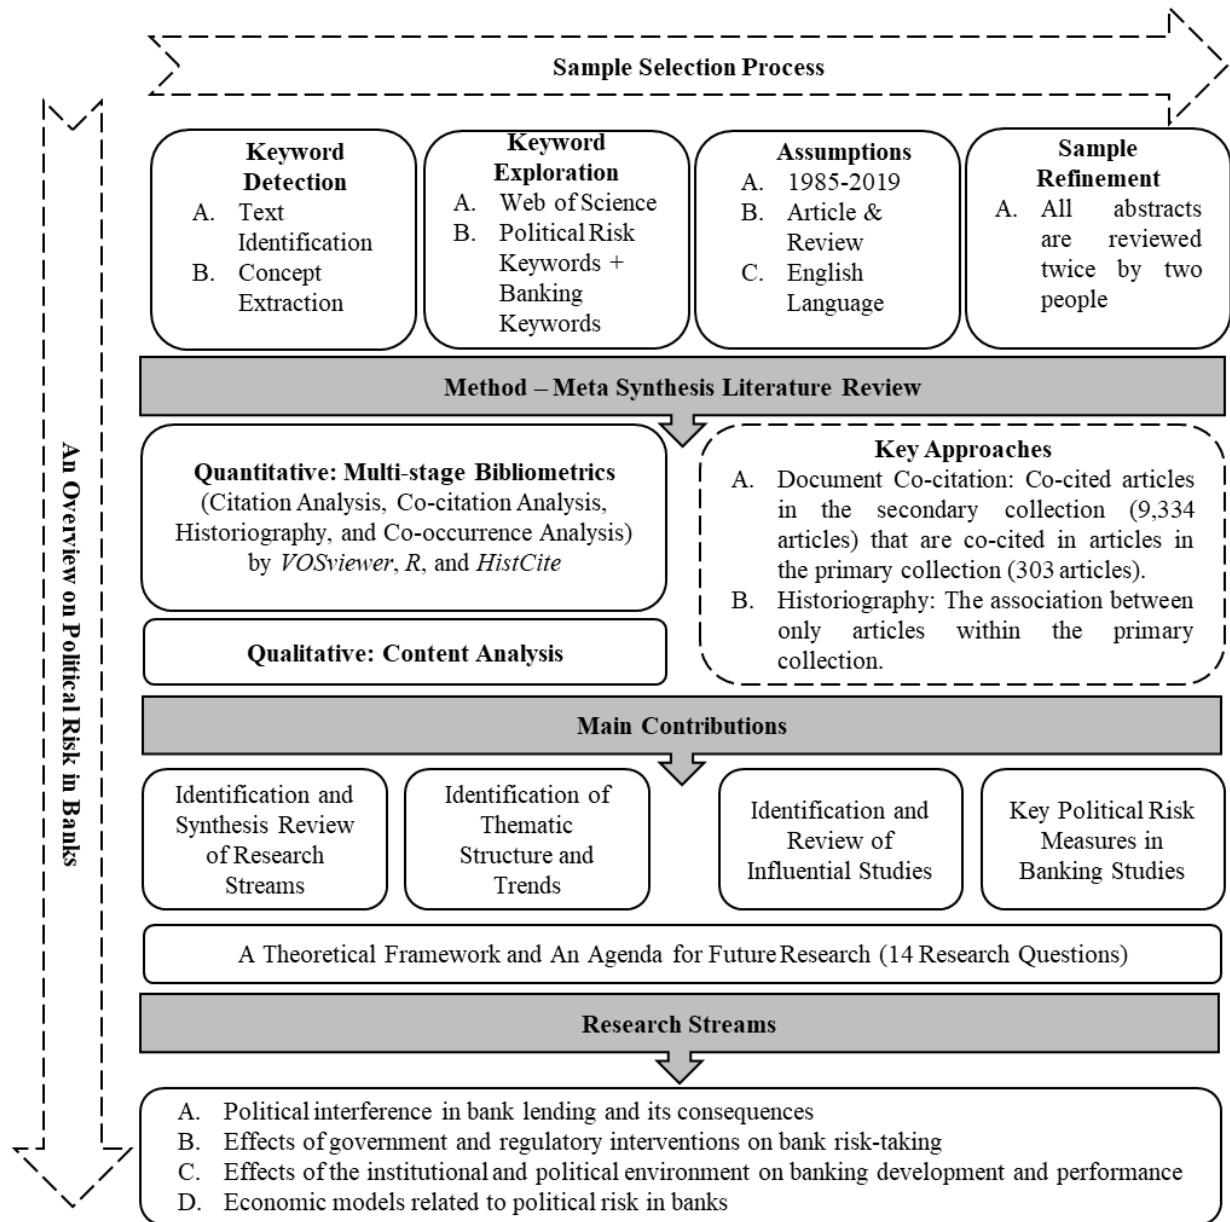 Sample Selection Process
Keyword
Detection
A. Text
Identification
B. Concept
Extraction
Keyword
Exploration
A. Web of Science
B. Political Risk
Keywords +
Banking
Keywords
Assumptions
A. 1985-2019
B. Article &
Review
C. English
Language
Sample
Refinement
A. All abstracts
are reviewed
twice by two
people
An Overview on Political Risk in Banks
Method – Meta Synthesis Literature Review
Quantitative: Multi-stage Bibliometrics
(Citation Analysis, Co-citation Analysis,
Historiography, and Co-occurrence Analysis)
by VOSviewer, R, and HistCite
Qualitative: Content Analysis
Key Approaches
A. Document Co-citation: Co-cited articles
in the secondary collection (9,334
articles) that are co-cited in articles in
the primary collection (303 articles).
B. Historiography: The association between
only articles within the primary
collection.
Main Contributions
Identification and
Synthesis Review
of Research
Streams
Identification of
Thematic
Structure and
Trends
Identification and
Review of
Influential Studies
Key Political Risk
Measures in
Banking Studies
A Theoretical Framework and An Agenda for Future Research (14 Research Questions)
Research Streams
A. Political interference in bank lending and its consequences
B. Effects of government and regulatory interventions on bank risk-taking
C. Effects of the institutional and political environment on banking development and performance
D. Economic models related to political risk in banks